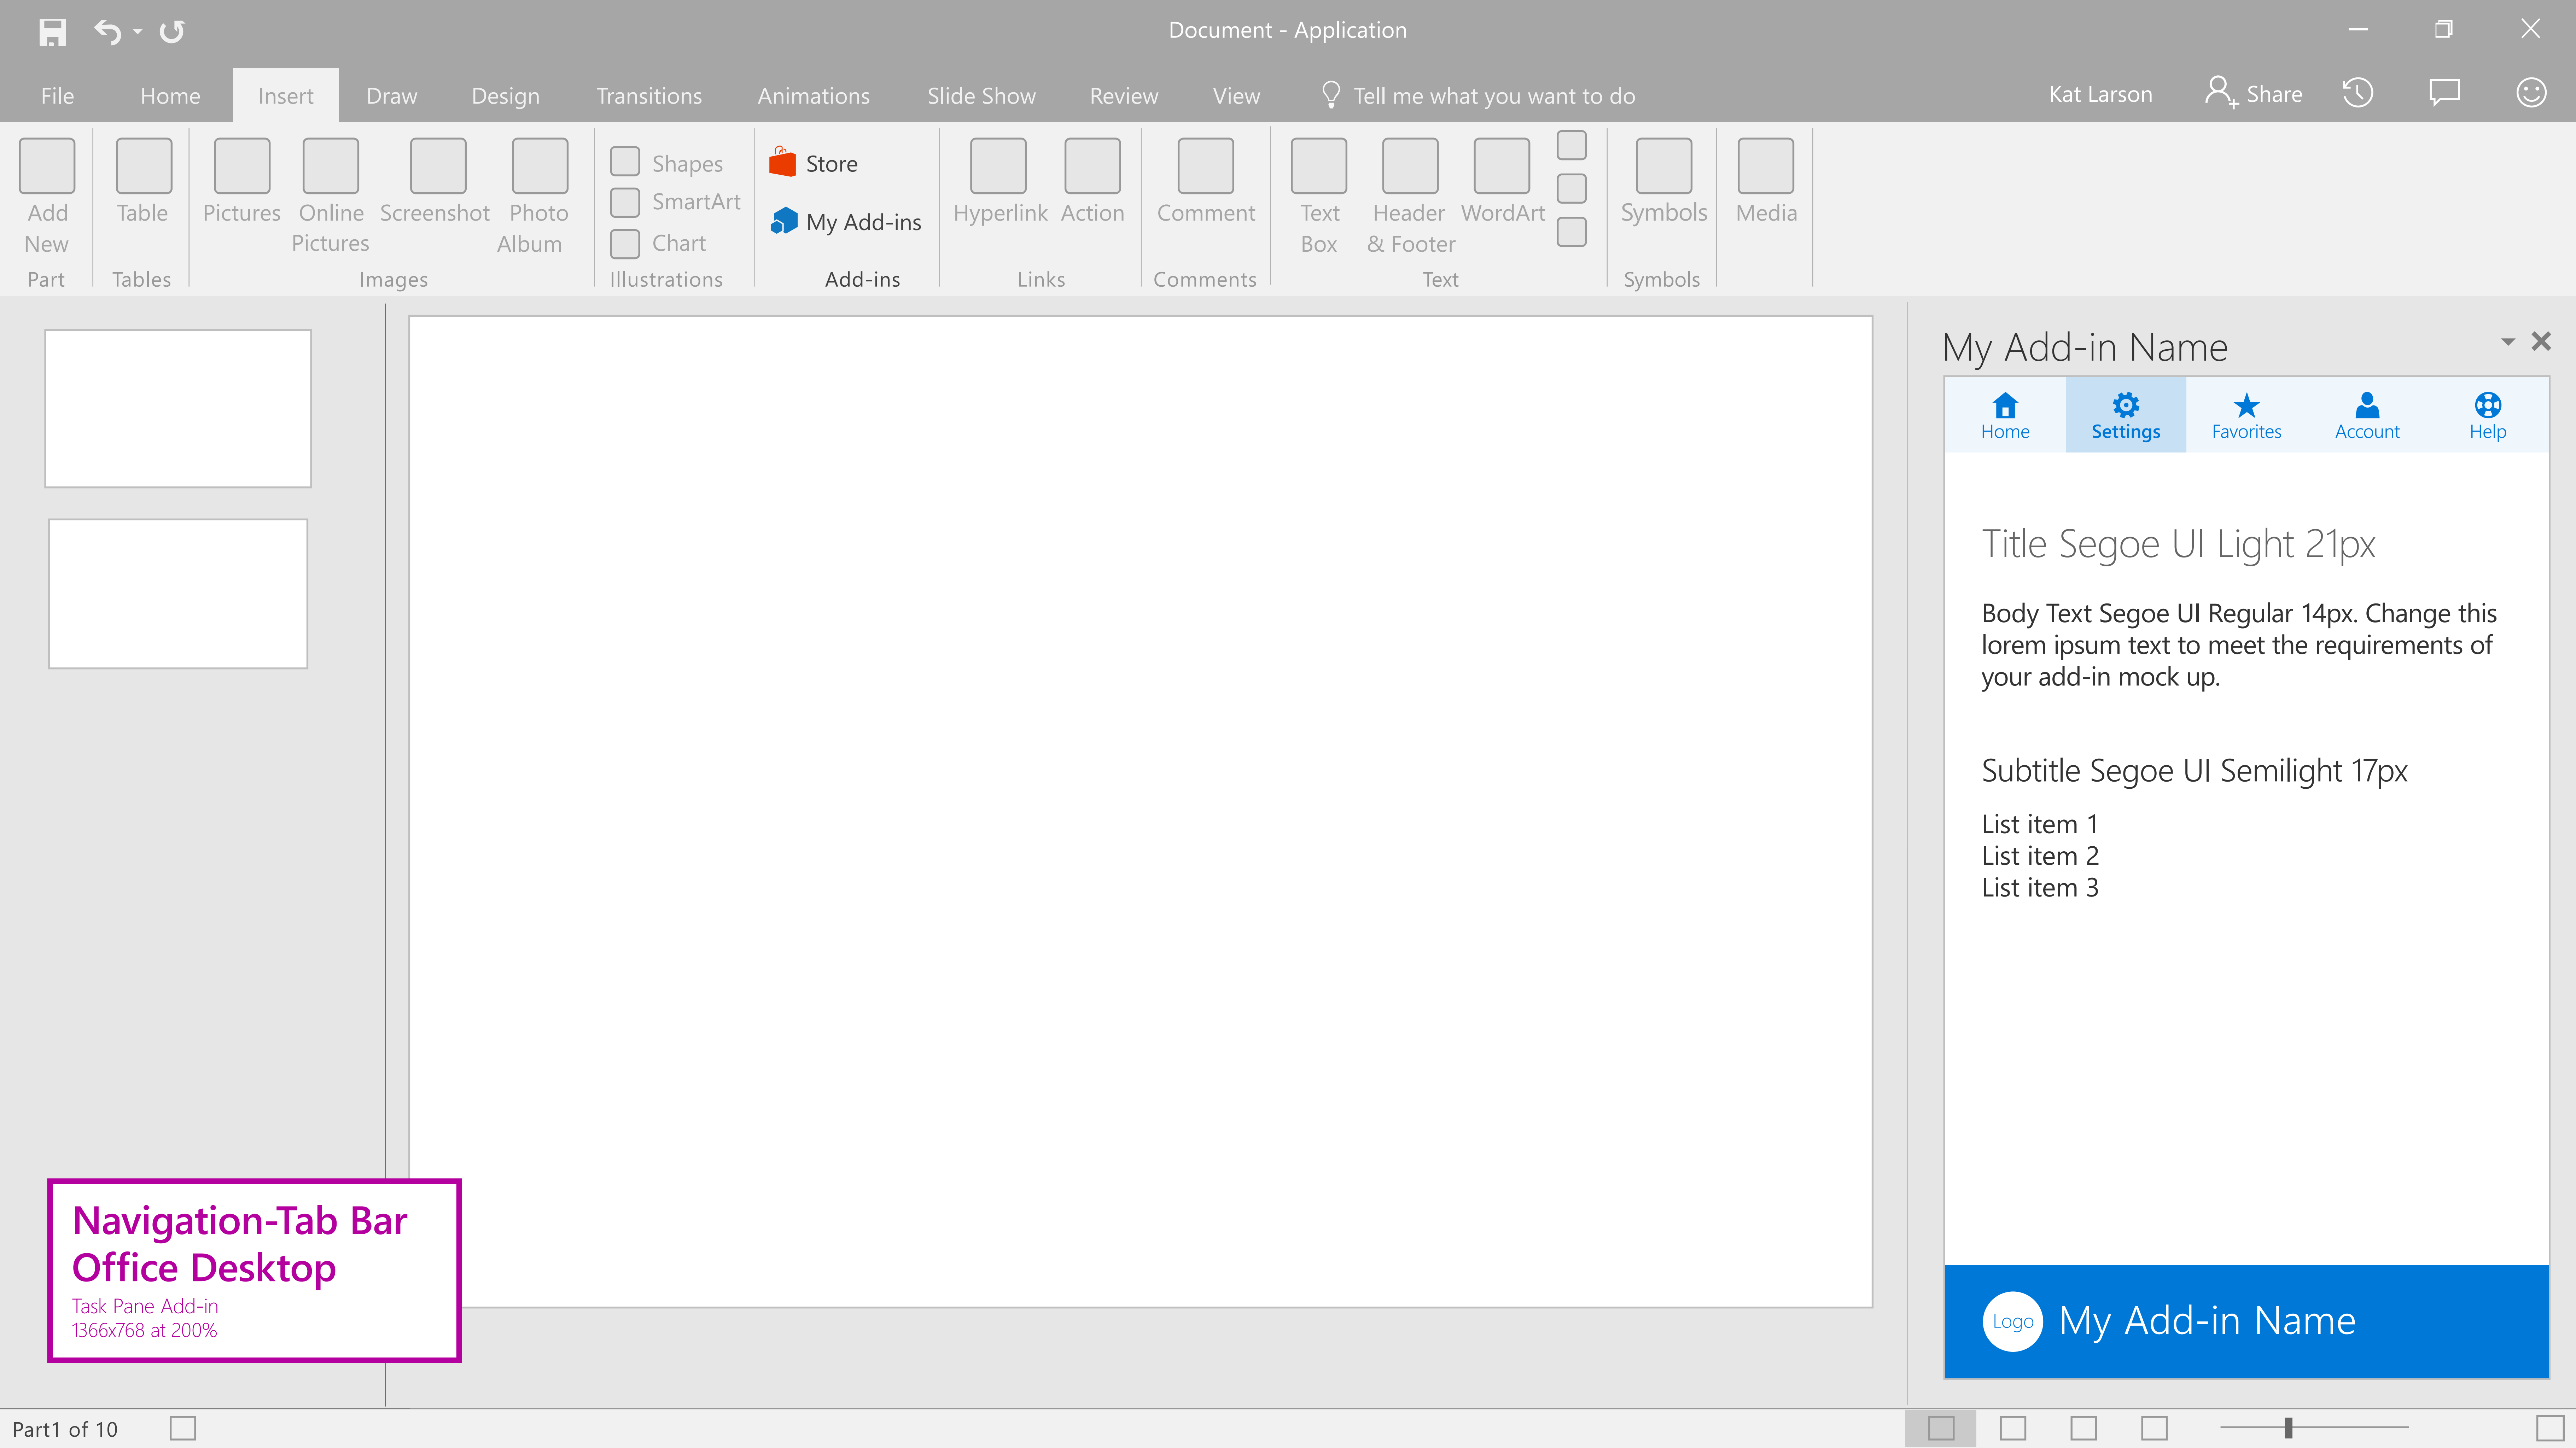 Document - Application
File Home Insert Draw Design Transitions Animations Slide Show Review View Tell me what you want to do Kat Larson Share
Add New
Part
Table
Tables
Pictures
Online Pictures
Screenshot
Photo Album
Images
Shapes
SmartArt
Chart
Illustrations
Store
My Add-ins
Add-ins
Hyperlink Action
Links
Comment
Comments
Text Box
Header & Footer
WordArt
Text
Symbols
Symbols
Media
My Add-in Name
Home Settings Favorites Account Help
Title Segoe UI Light 21px
Body Text Segoe UI Regular 14px. Change this
lorem ipsum text to meet the requirements of
your add-in mock up.
Subtitle Segoe UI Semilight 17px
List item 1
List item 2
List item 3
Logo My Add-in Name
Navigation-Tab Bar
Office Desktop
Task Pane Add-in
1366x768 at 200%
Part1 of 10